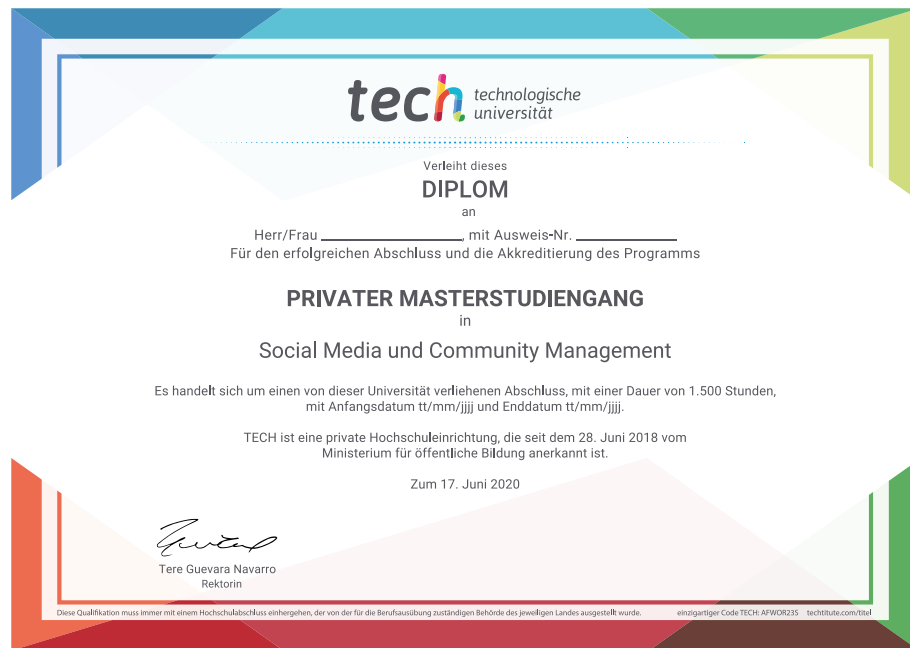 tech technologische
universität
Verleiht dieses
DIPLOM
an
Herr/Frau ____________, mit Ausweis-Nr. ____________
Für den erfolgreichen Abschluss und die Akkreditierung des Programms
PRIVATER MASTERSTUDIENGANG
in
Social Media und Community Management
Es handelt sich um einen von dieser Universität verliehenen Abschluss, mit einer Dauer von 1.500 Stunden,
mit Anfangsdatum tt/mm/jjjj und Enddatum tt/mm/jjjj.
TECH ist eine private Hochschuleinrichtung, die seit dem 28. Juni 2018 vom
Ministerium für öffentliche Bildung anerkannt ist.
Zum 17. Juni 2020
Tere Guevara Navarro
Rektorin
Diese Qualifikation muss immer mit einem Hochschulabschluss einhergehen, der von der für die Berufsausübung zuständigen Behörde des jeweiligen Landes ausgestellt wurde. einzigartiger Code TECH: AFWOR23S techtitute.com/titel